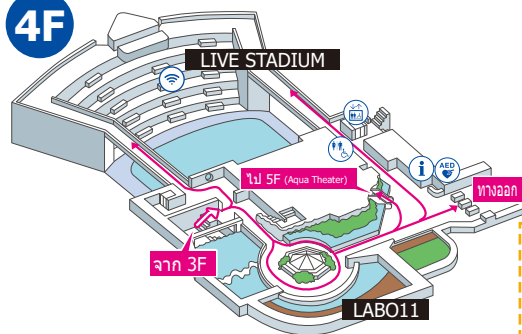 4F
LIVE STADIUM
i
AED
ไป 5F (Aqua Theater)
ทางออก
จาก 3F
LABO11